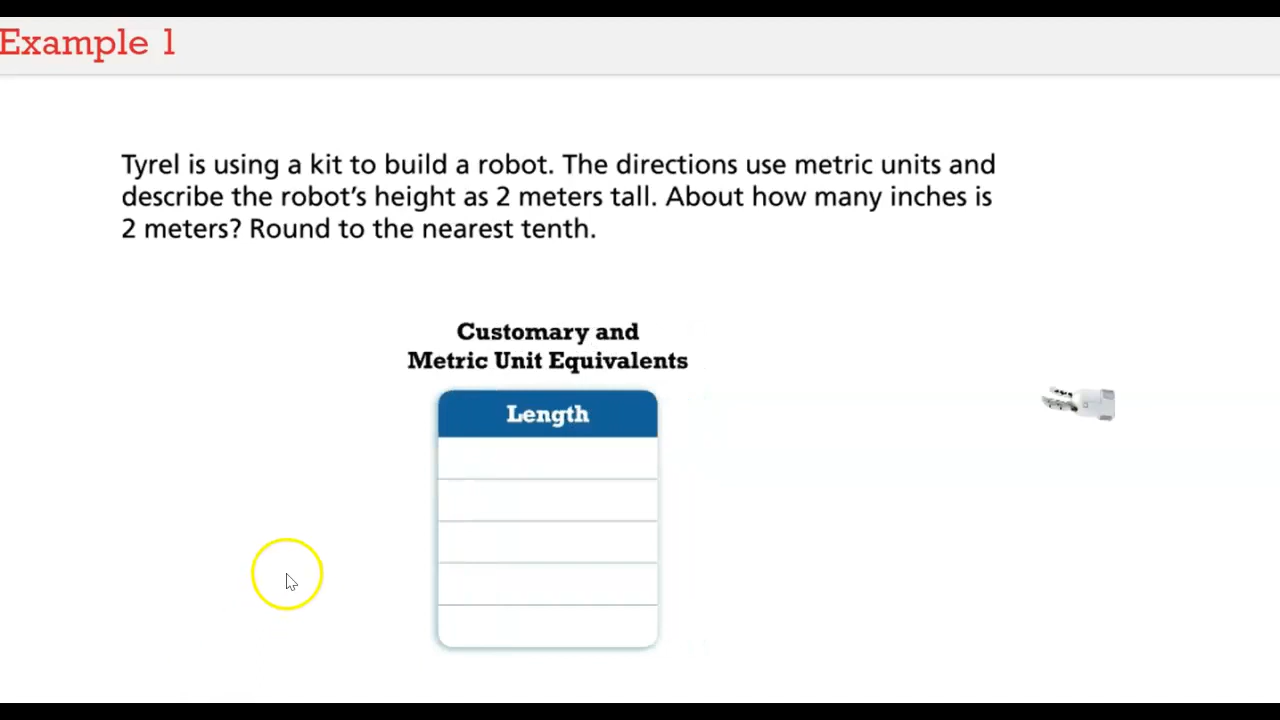 Example 1
Tyrel is using a kit to build a robot. The directions use metric units and
describe the robot’s height as 2 meters tall. About how many inches is
2 meters? Round to the nearest tenth.
Customary and
Metric Unit Equivalents
Length